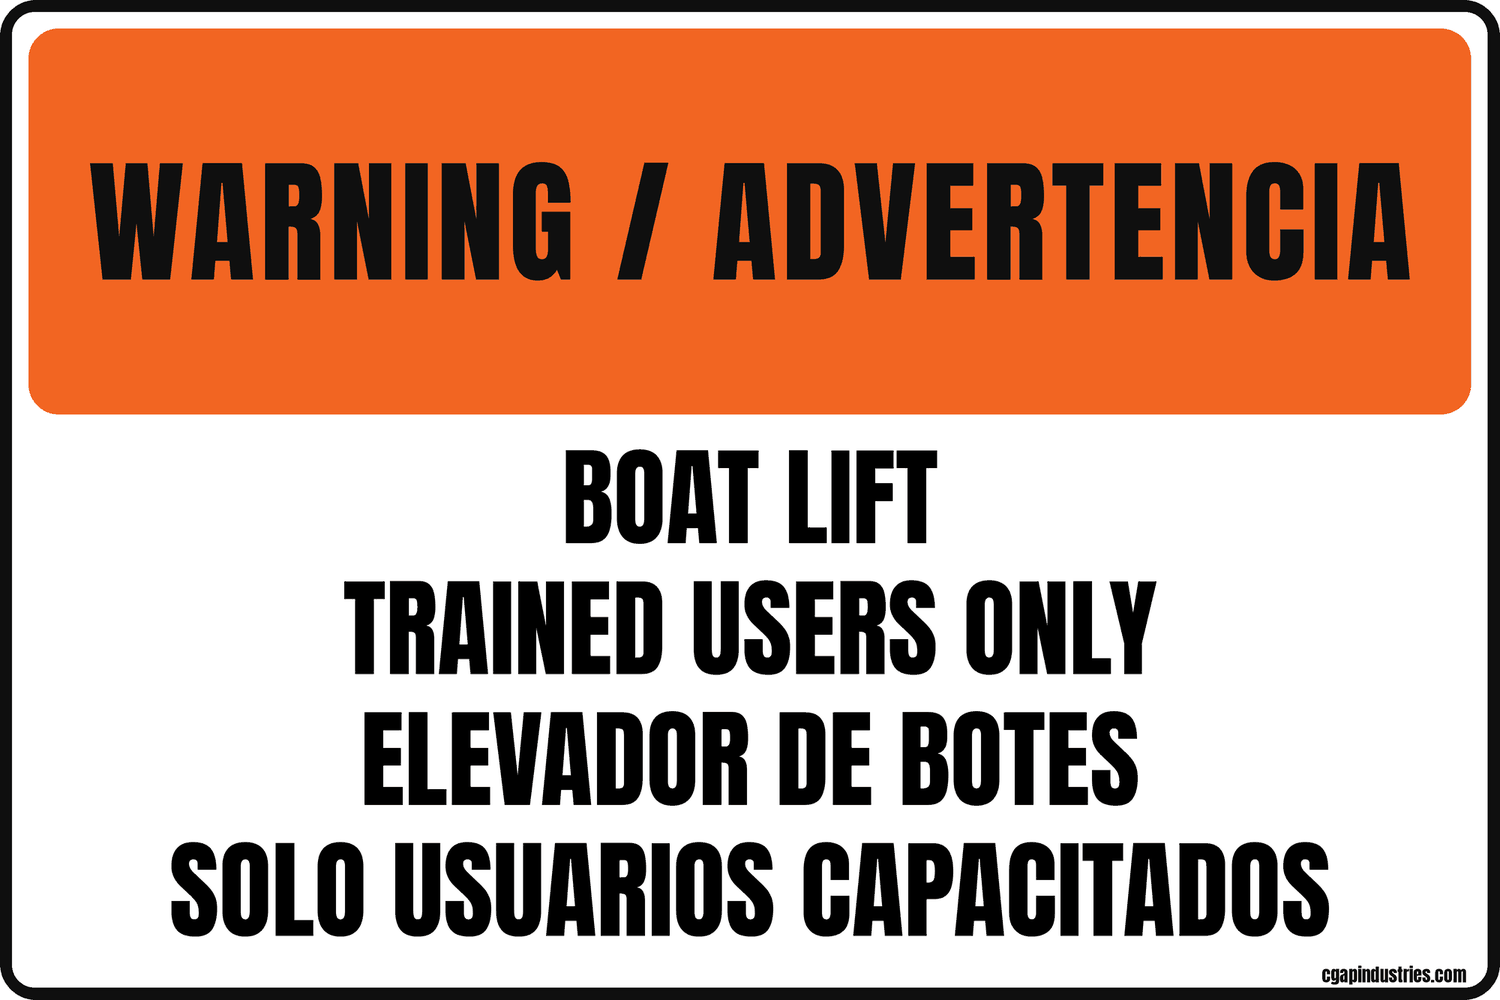 WARNING / ADVERTENCIA
BOAT LIFT
TRAINED USERS ONLY
ELEVADOR DE BOTES
SOLO USUARIOS CAPACITADOS
cgapindustries.com